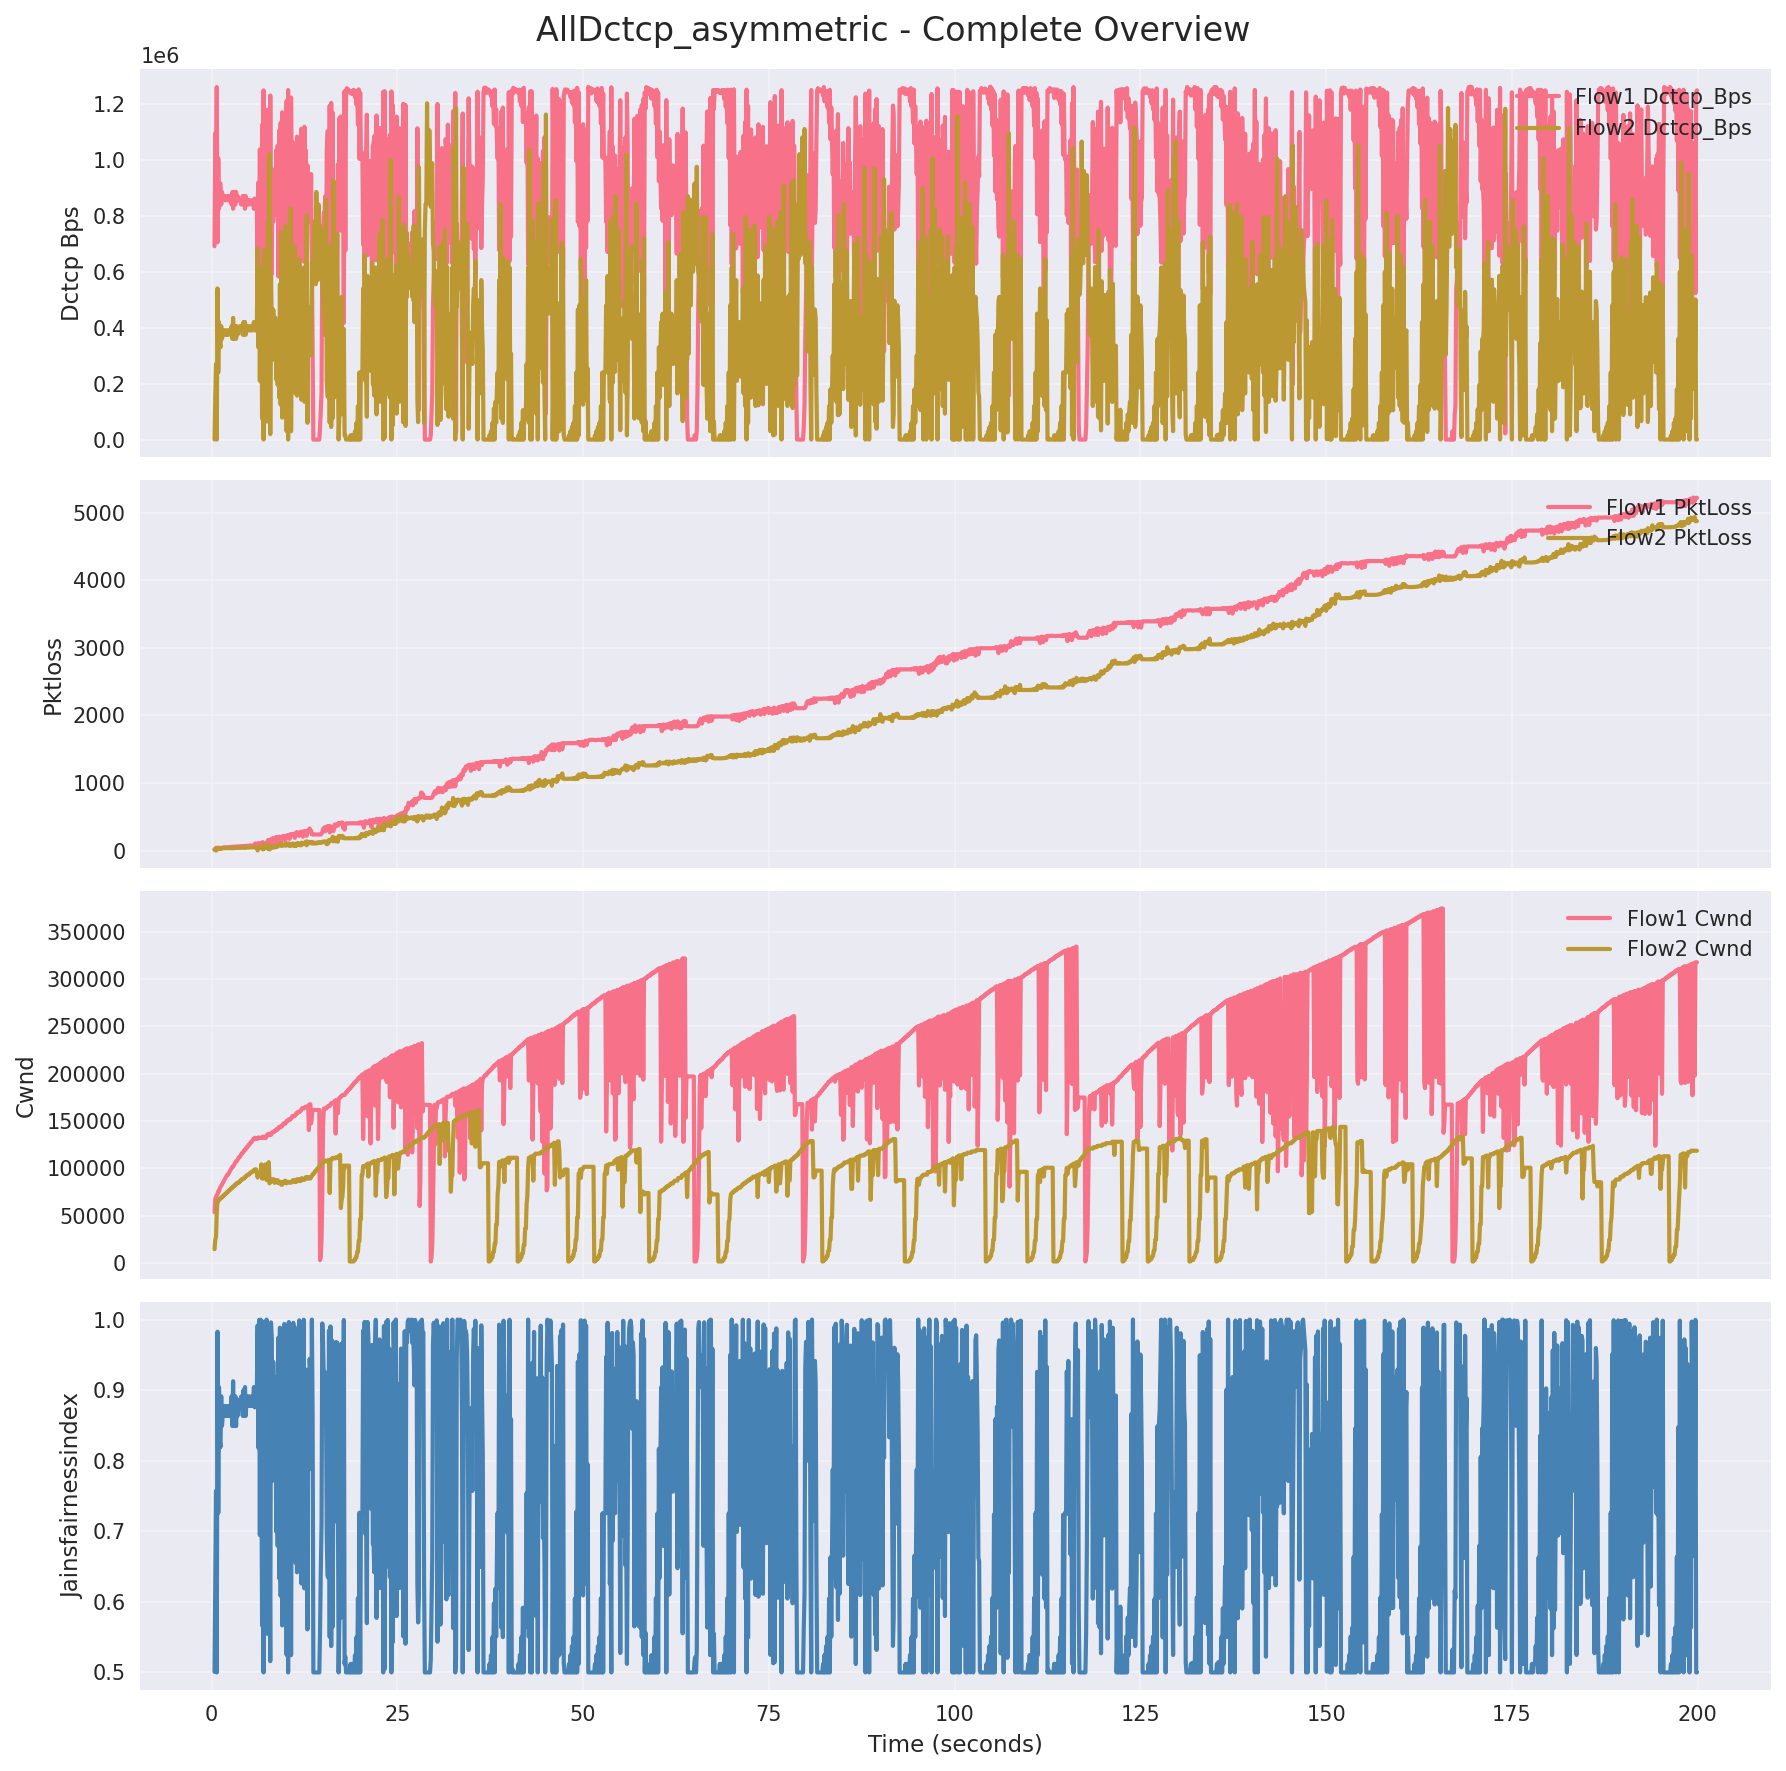 AllDctcp_asymmetric - Complete Overview
1e6
1.2
1.0
0.8
0.6
0.4
0.2
0.0
Dctcp Bps
Flow1 Dctcp_Bps
Flow2 Dctcp_Bps
5000
4000
3000
2000
1000
0
Pktloss
Flow1 PktLoss
Flow2 PktLoss
350000
300000
250000
200000
150000
100000
50000
0
Cwnd
Flow1 Cwnd
Flow2 Cwnd
1.0
0.9
0.8
0.7
0.6
0.5
Jainsfairnessindex
0 25 50 75 100 125 150 175 200
Time (seconds)